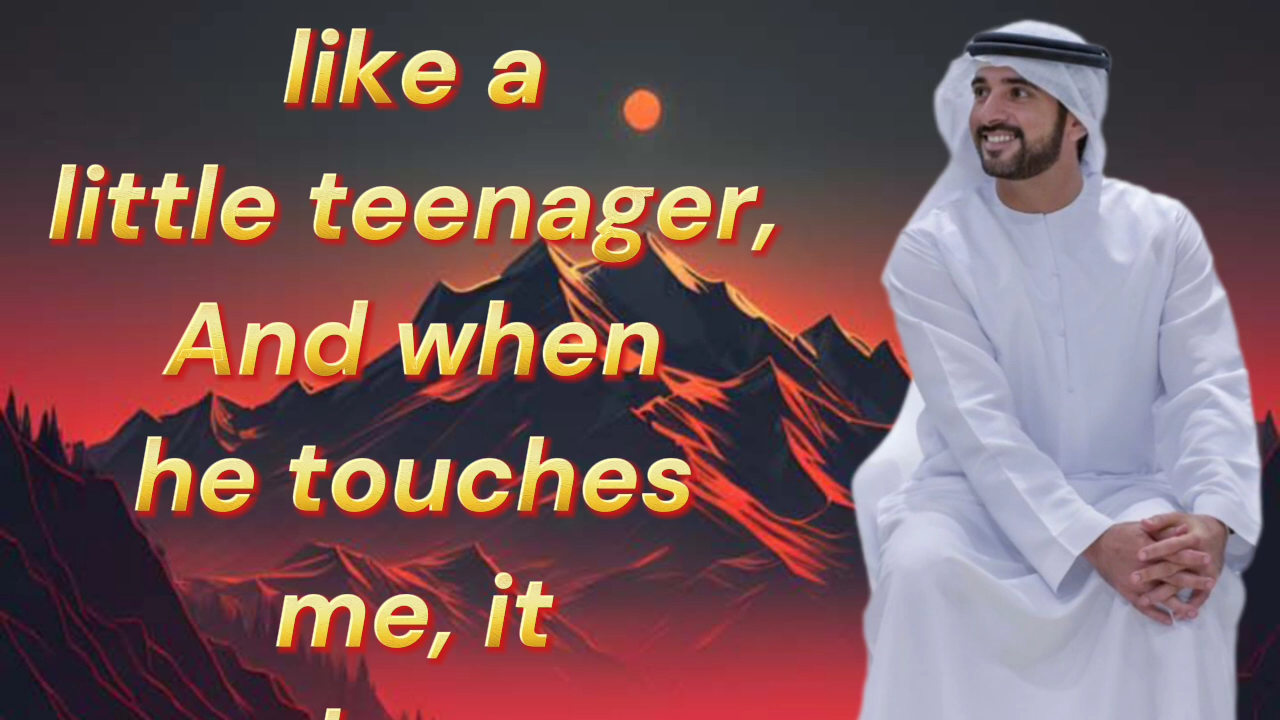 like a
little teenager,
And when
he touches
me, it